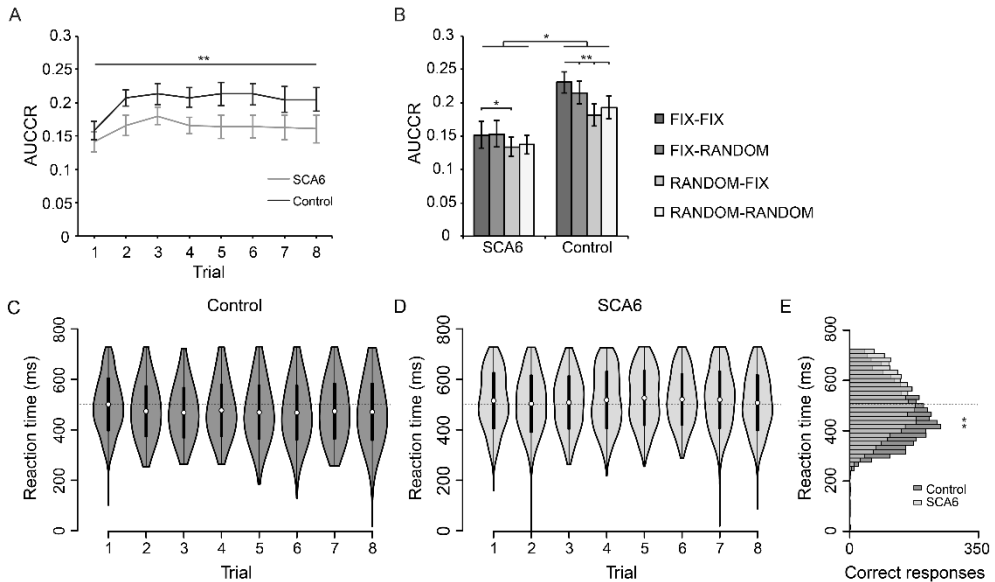 A
AUCCR
0.3
0.25
0.2
0.15
0.1
0.05
0
**
SCA6
Control
1 2 3 4 5 6 7 8
Trial
B
AUCCR
0.3
0.25
0.2
0.15
0.1
0.05
0
*
*
**
SCA6 Control
FIX-FIX
FIX-RANDOM
RANDOM-FIX
RANDOM-RANDOM
C
Control
Reaction time (ms)
800
600
400
200
0
1 2 3 4 5 6 7 8
Trial
D
SCA6
Reaction time (ms)
800
600
400
200
0
1 2 3 4 5 6 7 8
Trial
E
Reaction time (ms)
800
600
400
200
0
**
Control
SCA6
0 350
Correct responses